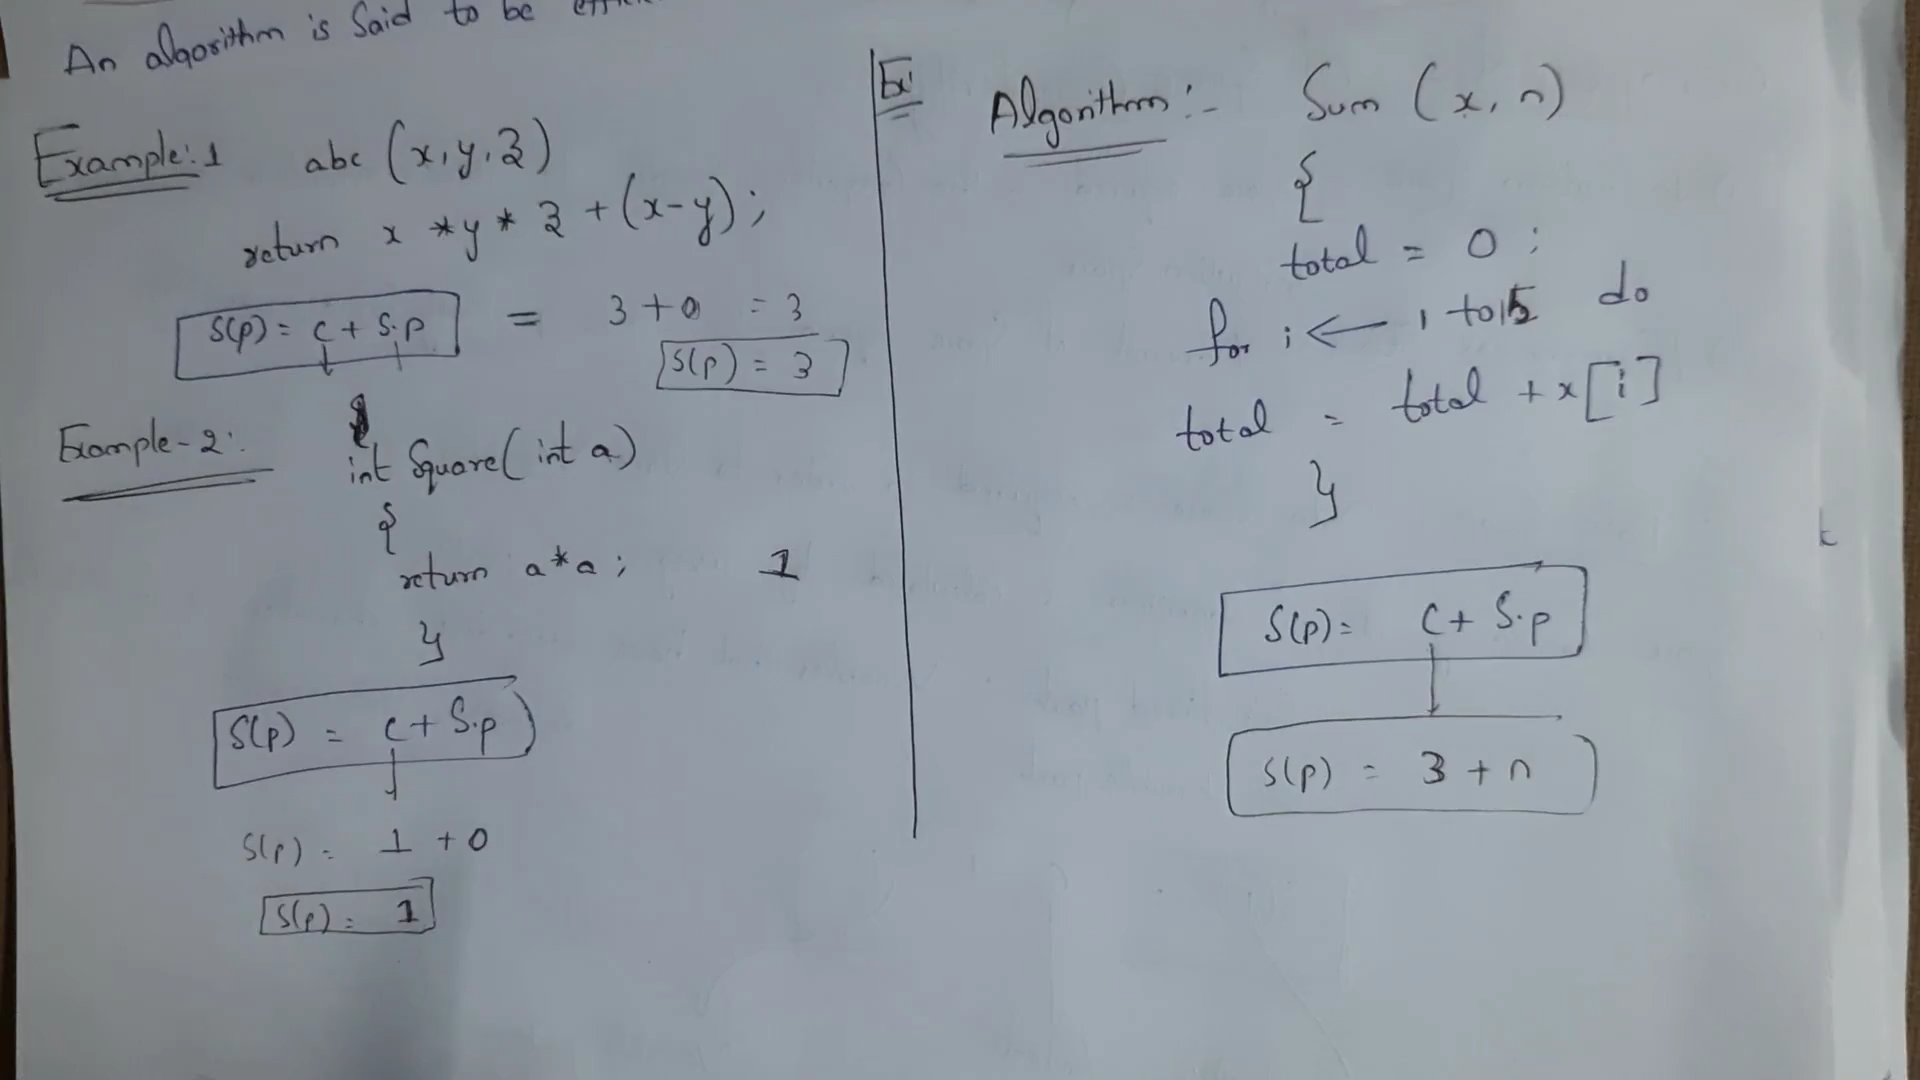 An algorithm is Said to be
Example:1 abc (x,y,z)
return x *y* z + (x-y);
S(p) = C + S.p = 3+0 = 3
S(p) = 3
Example-2:
int Square(int a)
{
return a*a; 1
}
S(p) = C + S.p
S(p) = 1 + 0
S(p) = 1
Ex:
Algorithm:- Sum (x, n)
{
total = 0;
for i ← 1 to do
total = total + x[i]
}
S(p) = C + S.p
S(p) = 3 + n
t